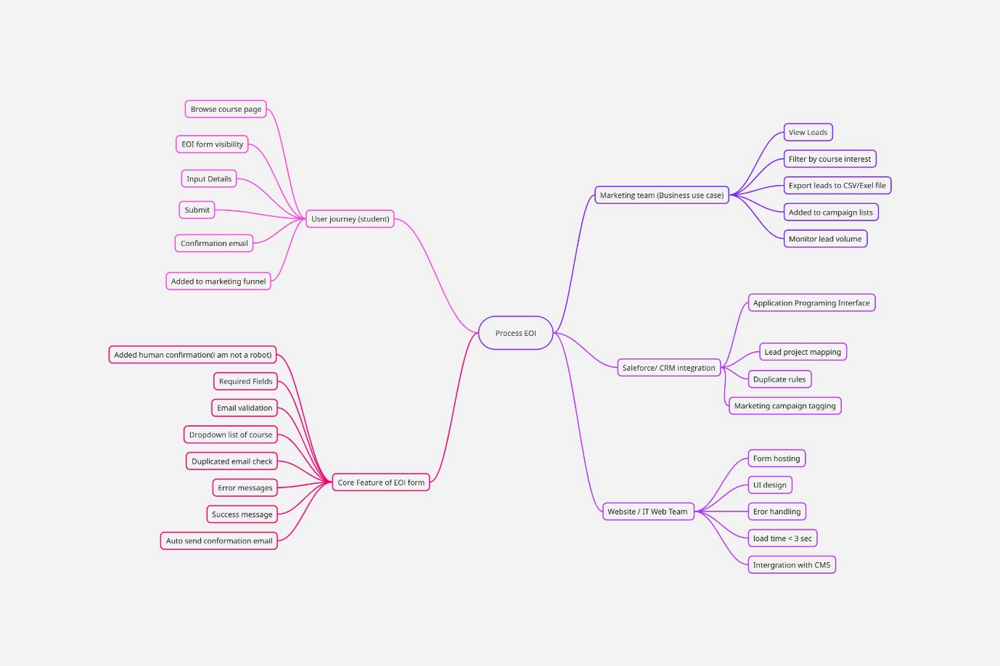 Browse course page
EOI form visibility
Input Details
Submit
Confirmation email
Added to marketing funnel
User journey (student)
Added human confirmation(i am not a robot)
Required Fields
Email validation
Dropdown list of course
Duplicated email check
Error messages
Success message
Auto send conformation email
Core Feature of EOI form
Process EOI
Marketing team (Business use case)
View Leads
Filter by course interest
Export leads to CSV/Exel file
Added to campaign lists
Monitor lead volume
Saleforce/ CRM integration
Application Programing Interface
Lead project mapping
Duplicate rules
Marketing campaign tagging
Website / IT Web Team
Form hosting
UI design
Eror handling
load time < 3 sec
Intergration with CMS